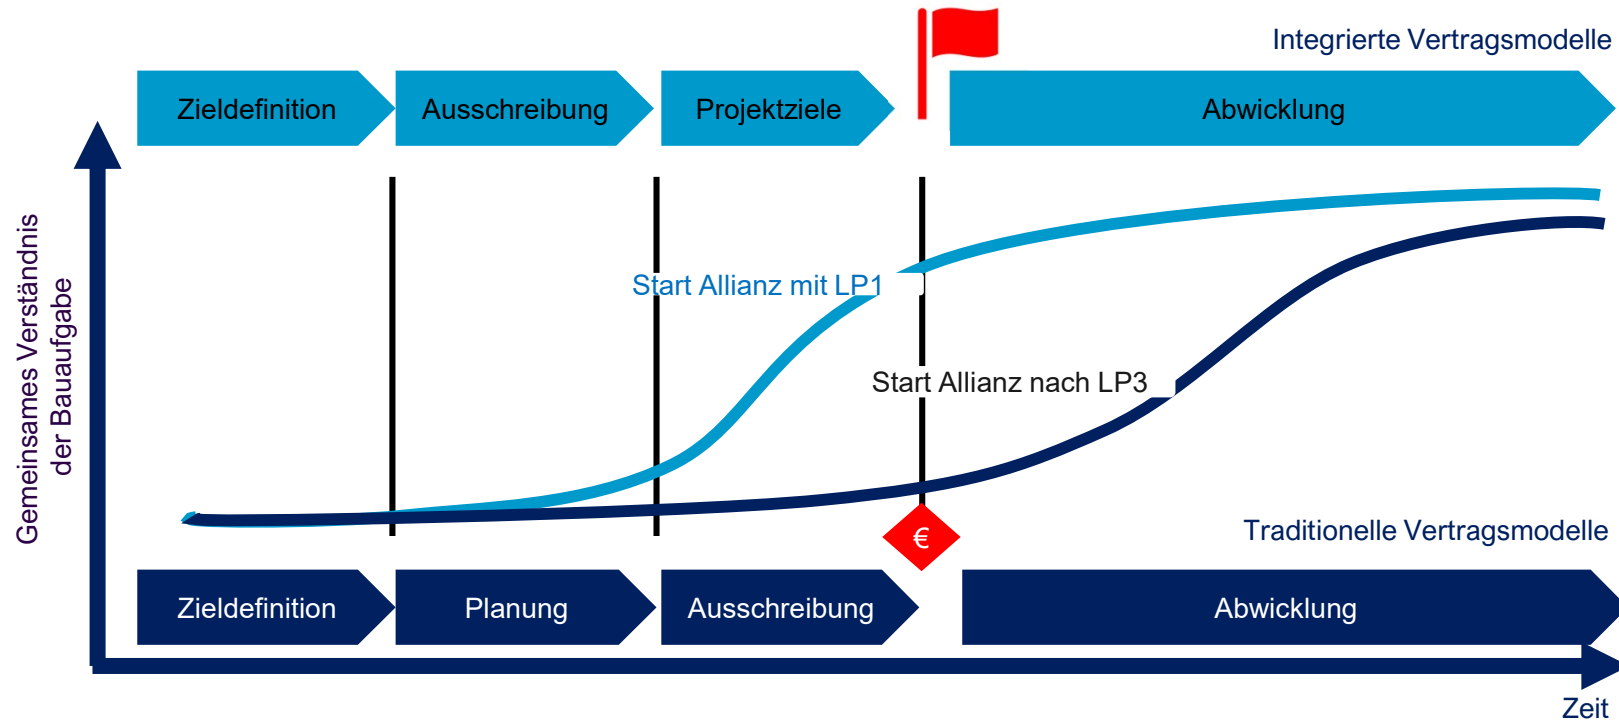 Integrierte Vertragsmodelle
Zieldefinition
Ausschreibung
Projektziele
Abwicklung
Gemeinsames Verständnis
der Bauaufgabe
Start Allianz mit LP1
Start Allianz nach LP3
€
Traditionelle Vertragsmodelle
Zieldefinition
Planung
Ausschreibung
Abwicklung
Zeit